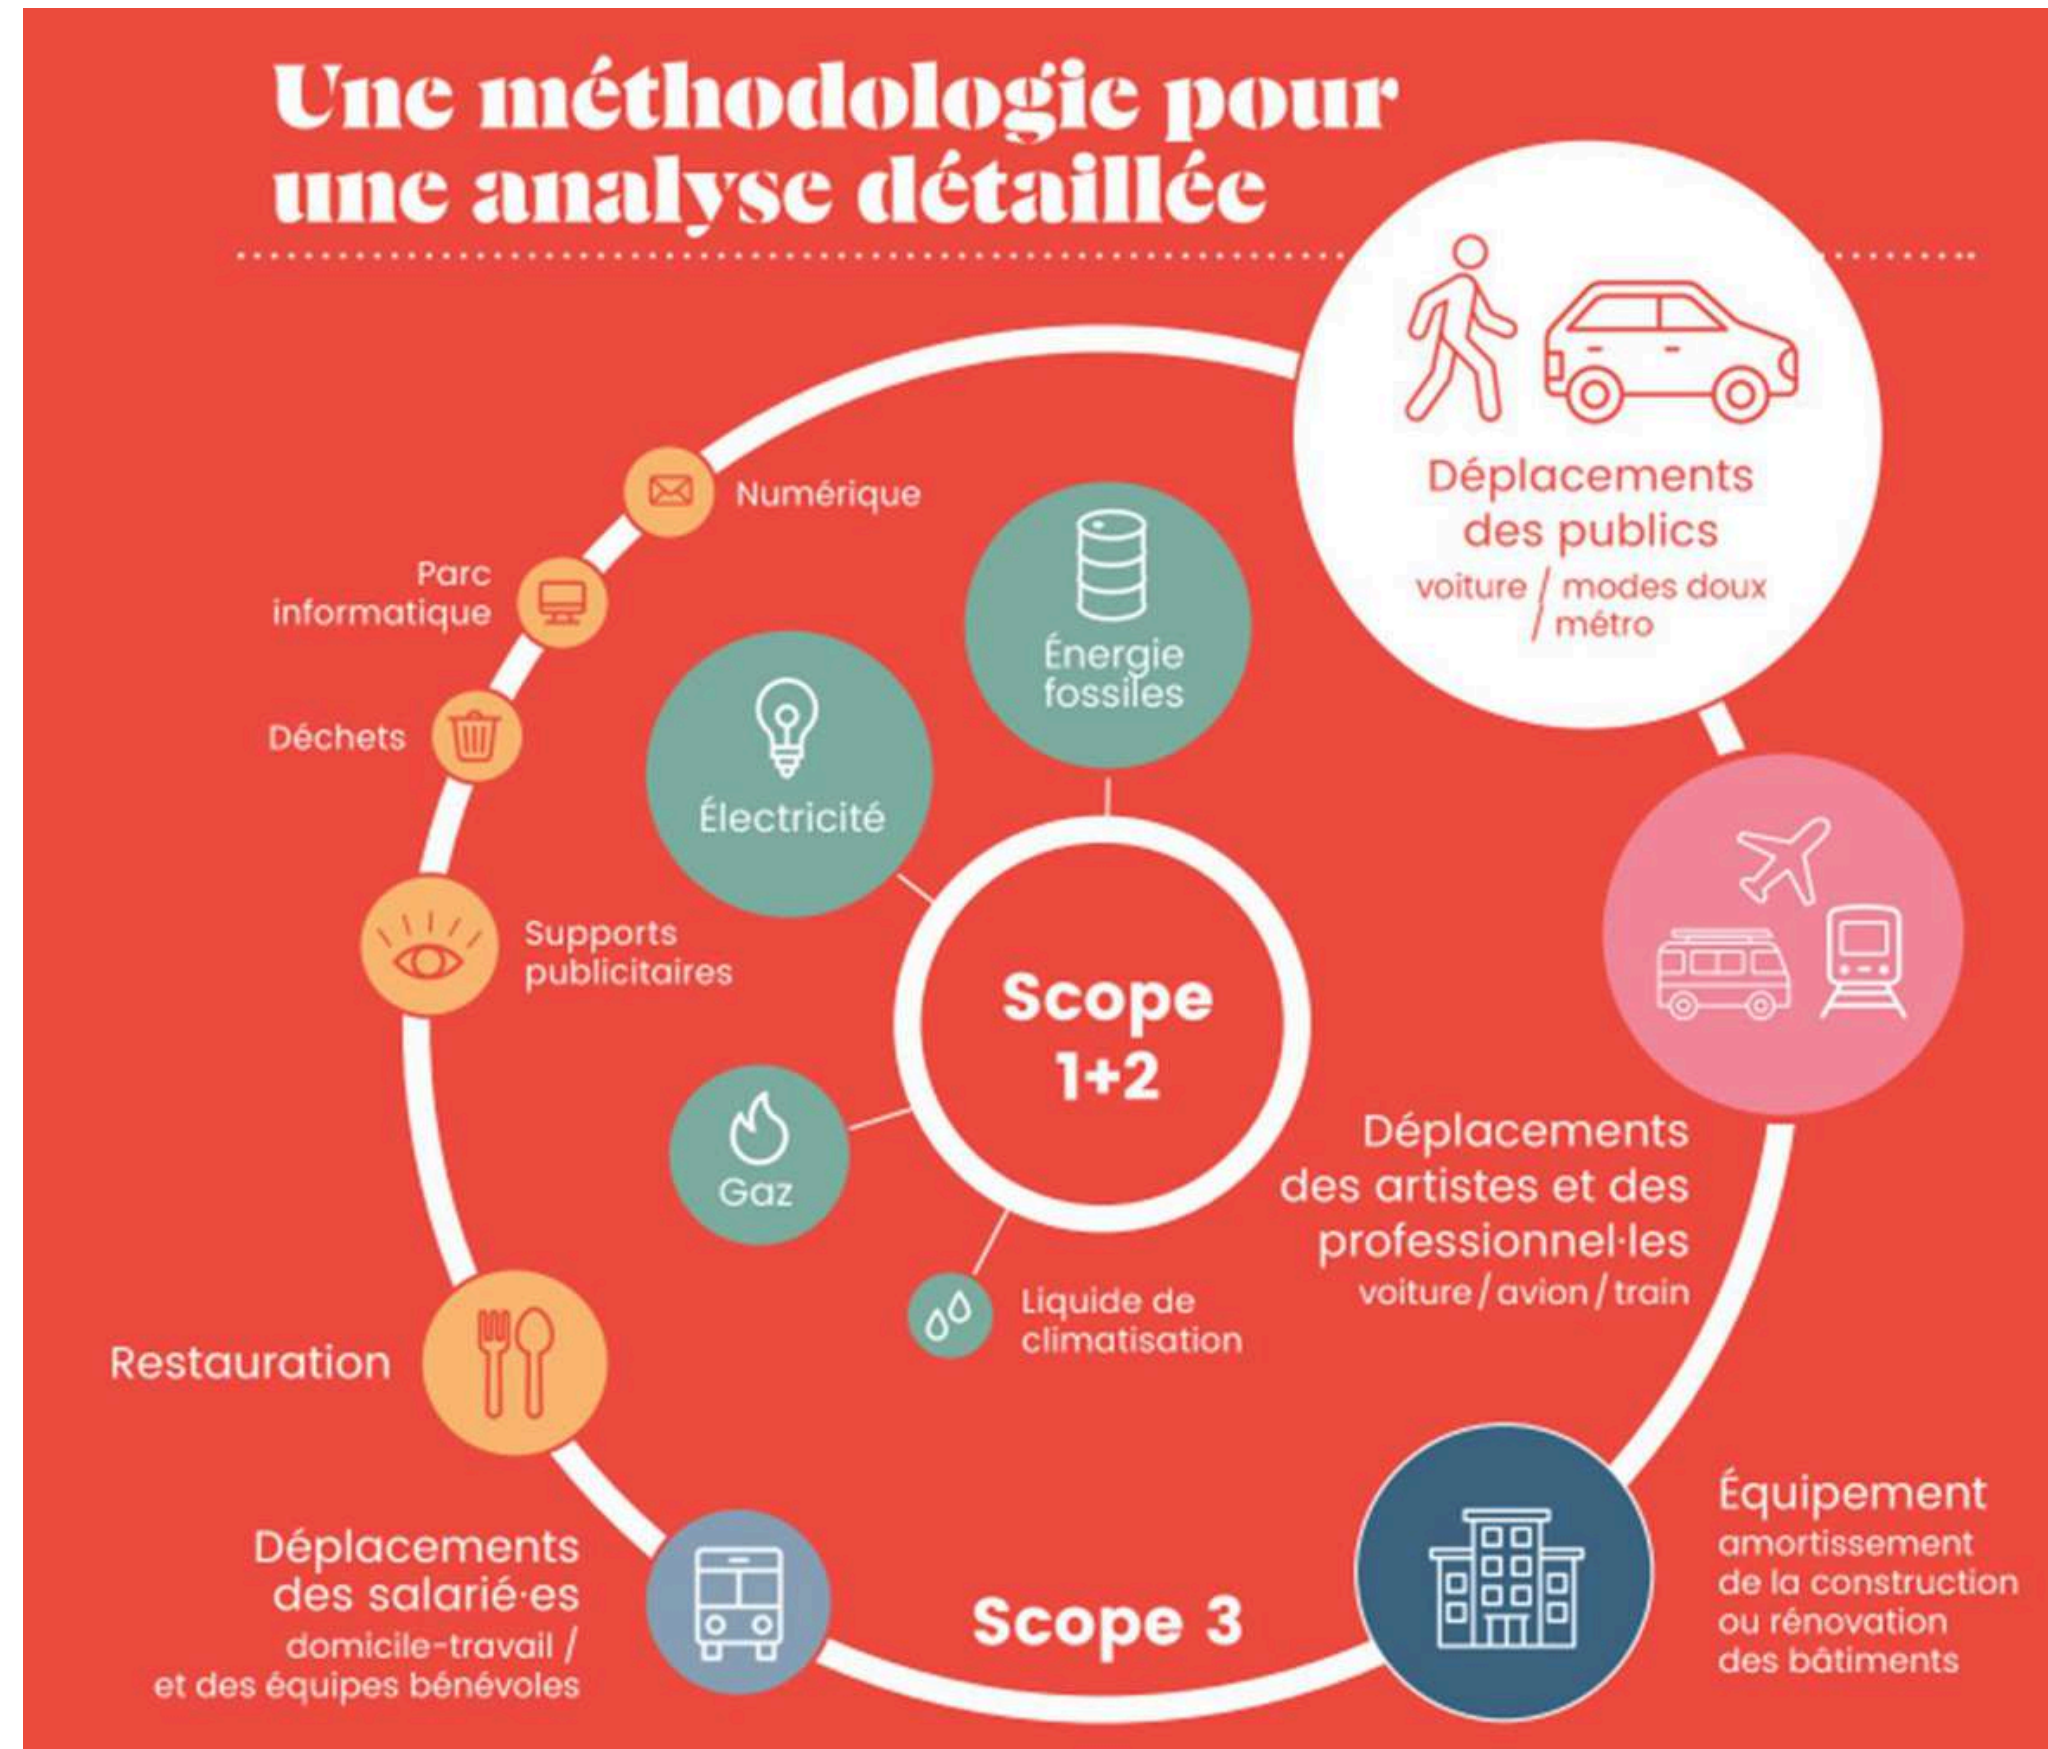 Une méthodologie pour
une analyse détaillée
Déplacements
des publics
voiture / modes doux
/ métro
Numérique
Parc
informatique
Déchets
Supports
publicitaires
Énergie
fossiles
Électricité
Scope
1+2
Gaz
Liquide de
climatisation
Déplacements
des artistes et des
professionnel·les
voiture / avion / train
Restauration
Déplacements
des salarié·es
domicile-travail /
et des équipes bénévoles
Scope 3
Équipement
amortissement
de la construction
ou rénovation
des bâtiments